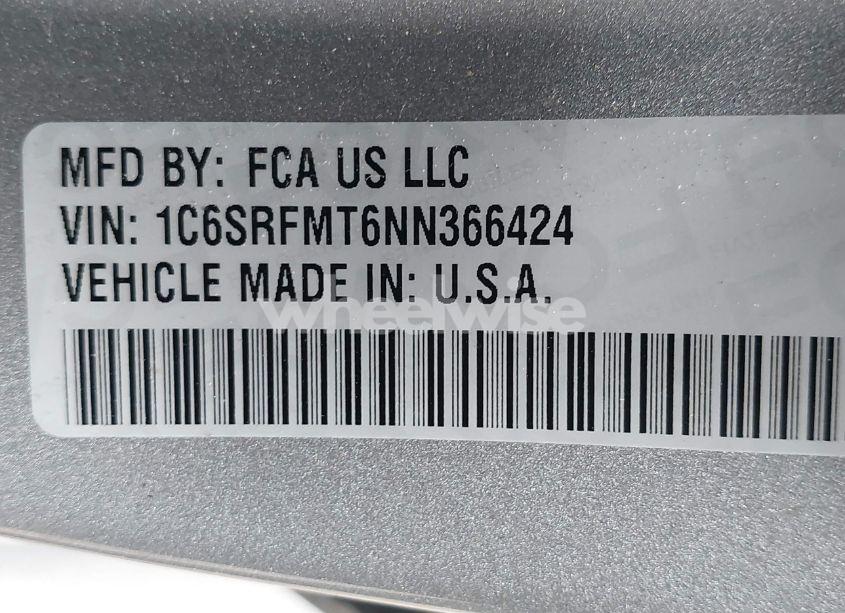 MFD BY: FCA US LLC
VIN: 1C6SRFMT6NN366424
VEHICLE MADE IN: U.S.A.
wheelwise